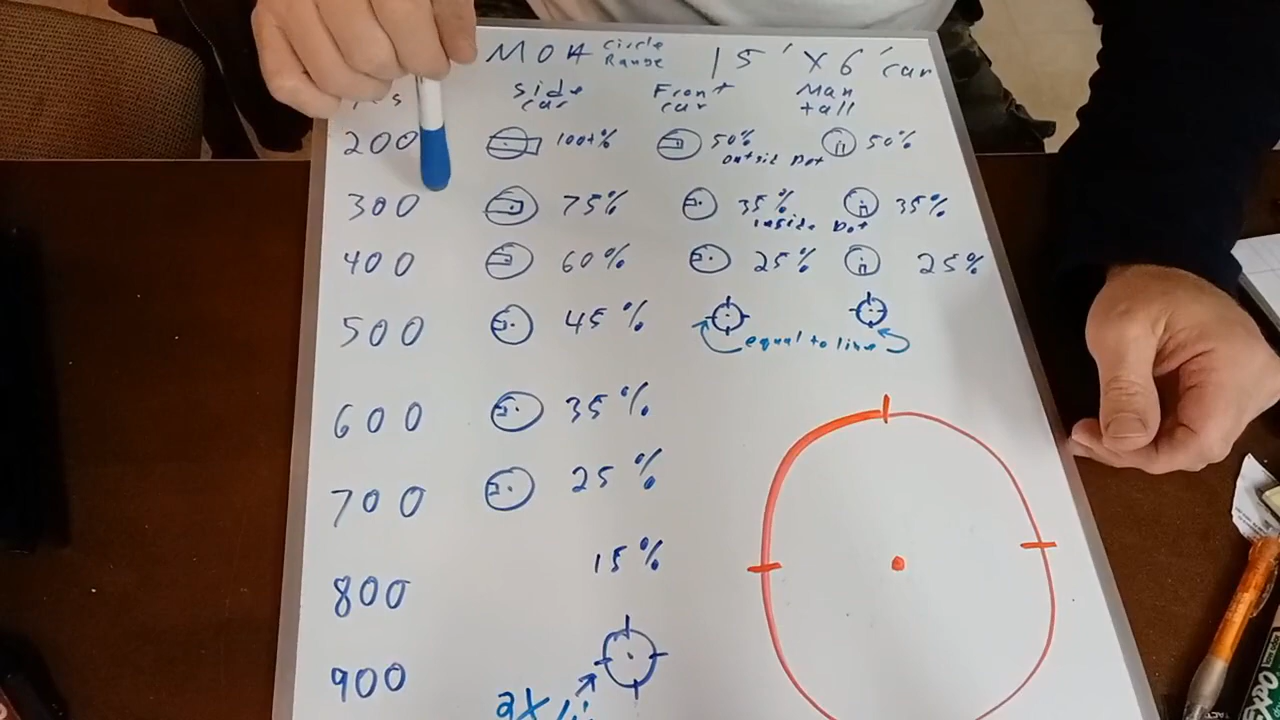 MOA Circle Range 15' x 6' car
Side car Front car Man tall
200 100+% 50% outsid Dot 50%
300 75% 35% inside Dot 35%
400 60% 25% 25%
500 45% equal to line
600 35%
700 25%
800 15%
900
2X